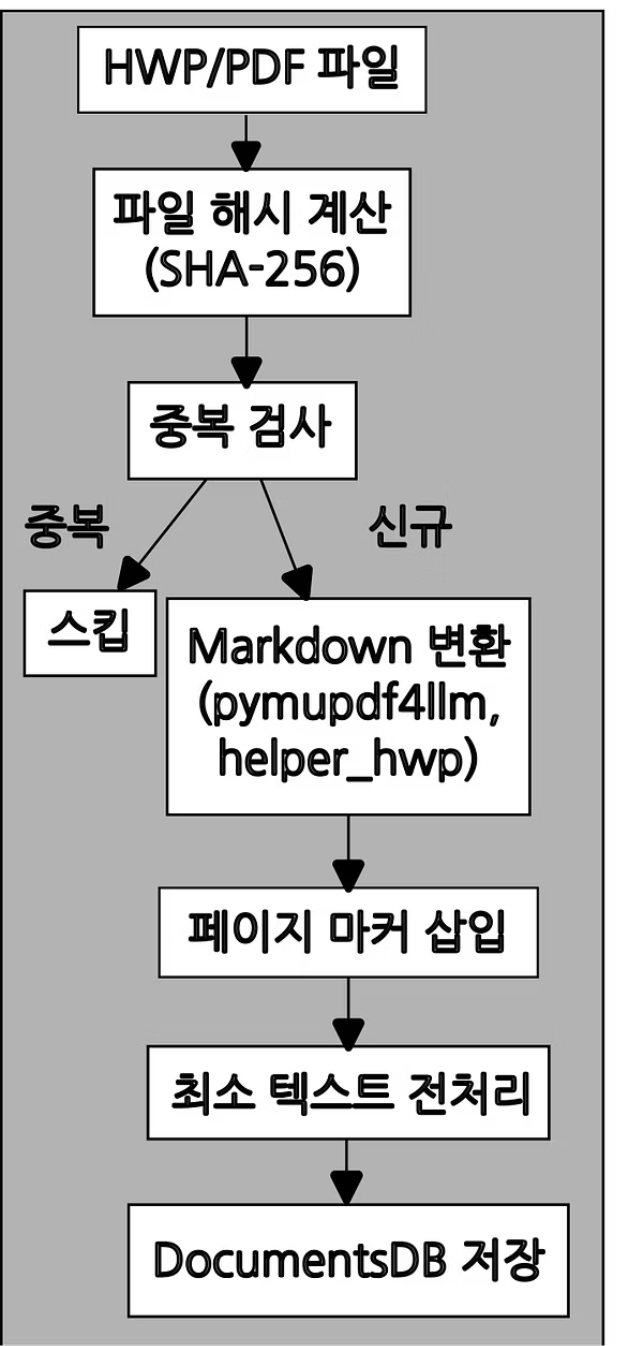 HWP/PDF 파일
파일 해시 계산
(SHA-256)
중복 검사
중복
신규
스킵
Markdown 변환
(pymupdf4llm,
helper_hwp)
페이지 마커 삽입
최소 텍스트 전처리
DocumentsDB 저장